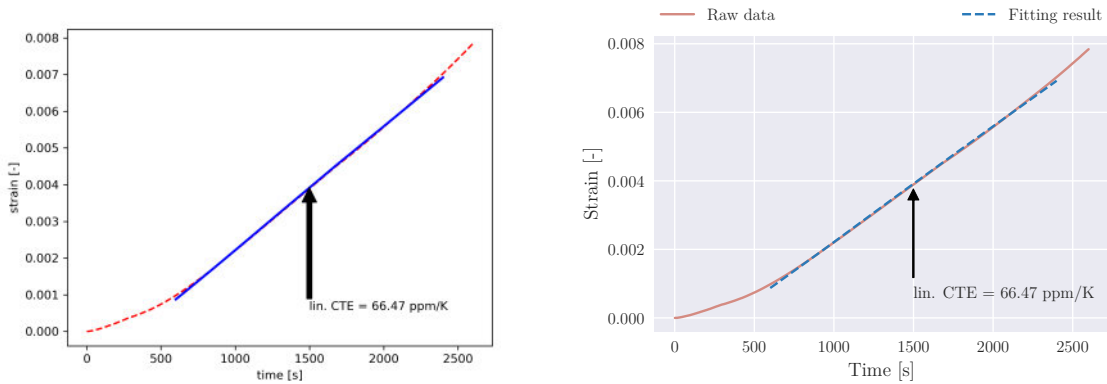 0.008
0.007
0.006
0.005
0.004
0.003
0.002
0.001
0.000
strain [-]
lin. CTE = 66.47 ppm/K
0 500 1000 1500 2000 2500
time [s]
Raw data Fitting result
0.008
0.006
0.004
0.002
0.000
Strain [-]
lin. CTE = 66.47 ppm/K
0 500 1000 1500 2000 2500
Time [s]